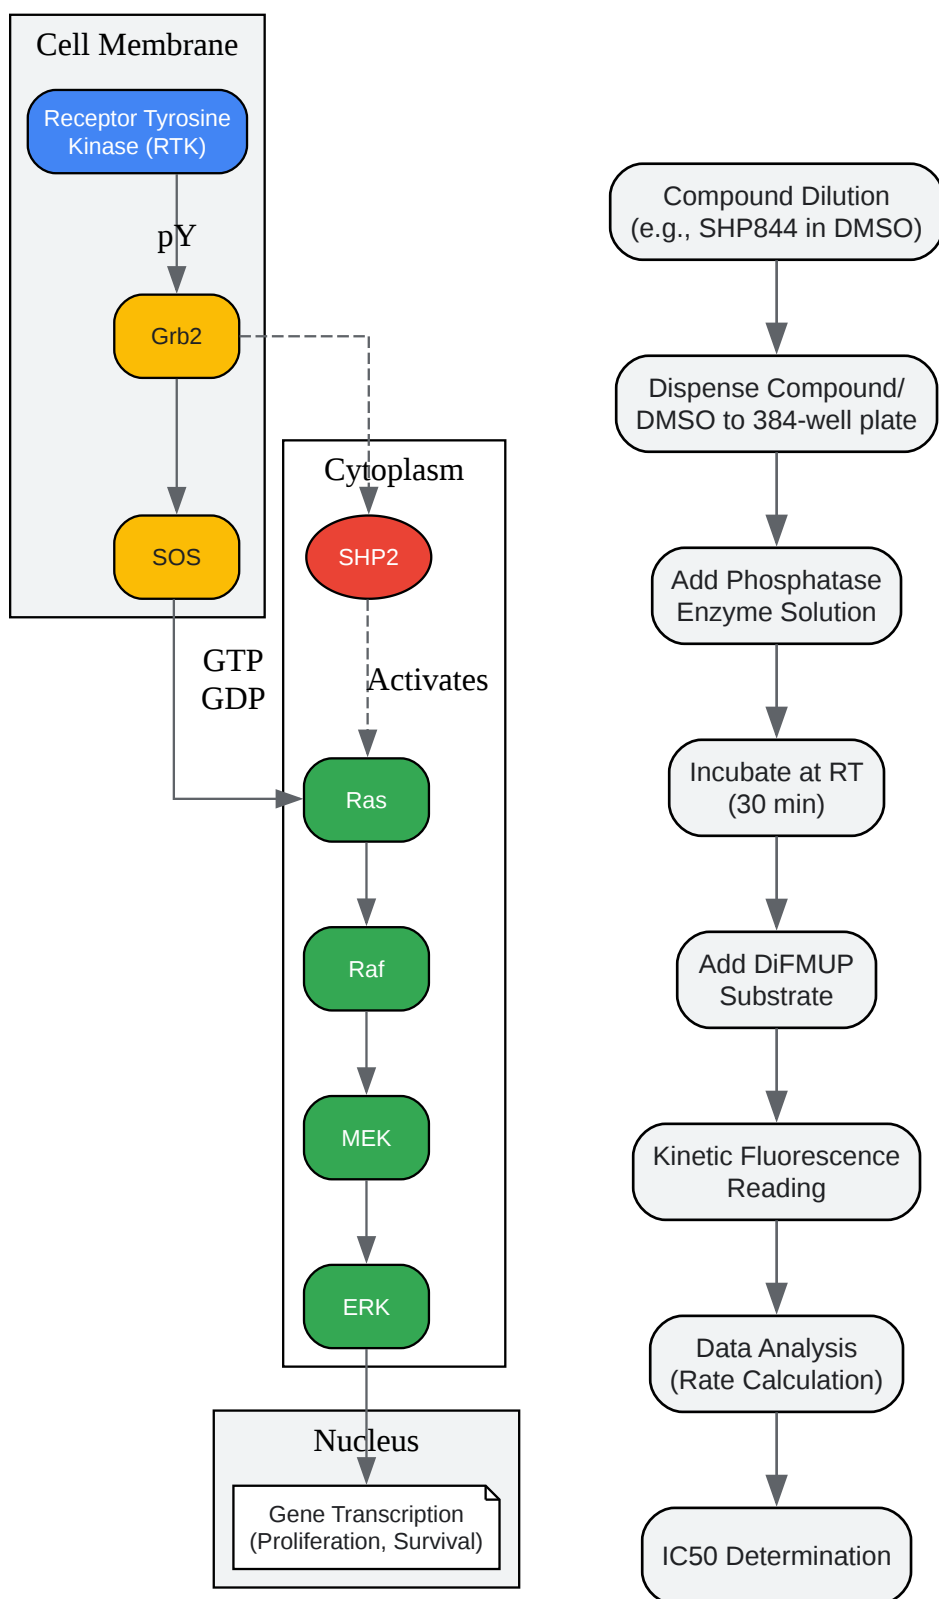 Cell Membrane
Receptor Tyrosine
Kinase (RTK)
pY
Grb2
SOS
GTP
GDP
Cytoplasm
SHP2
Activates
Ras
Raf
MEK
ERK
Nucleus
Gene Transcription
(Proliferation, Survival)
Compound Dilution
(e.g., SHP844 in DMSO)
Dispense Compound/
DMSO to 384-well plate
Add Phosphatase
Enzyme Solution
Incubate at RT
(30 min)
Add DiFMUP
Substrate
Kinetic Fluorescence
Reading
Data Analysis
(Rate Calculation)
IC50 Determination